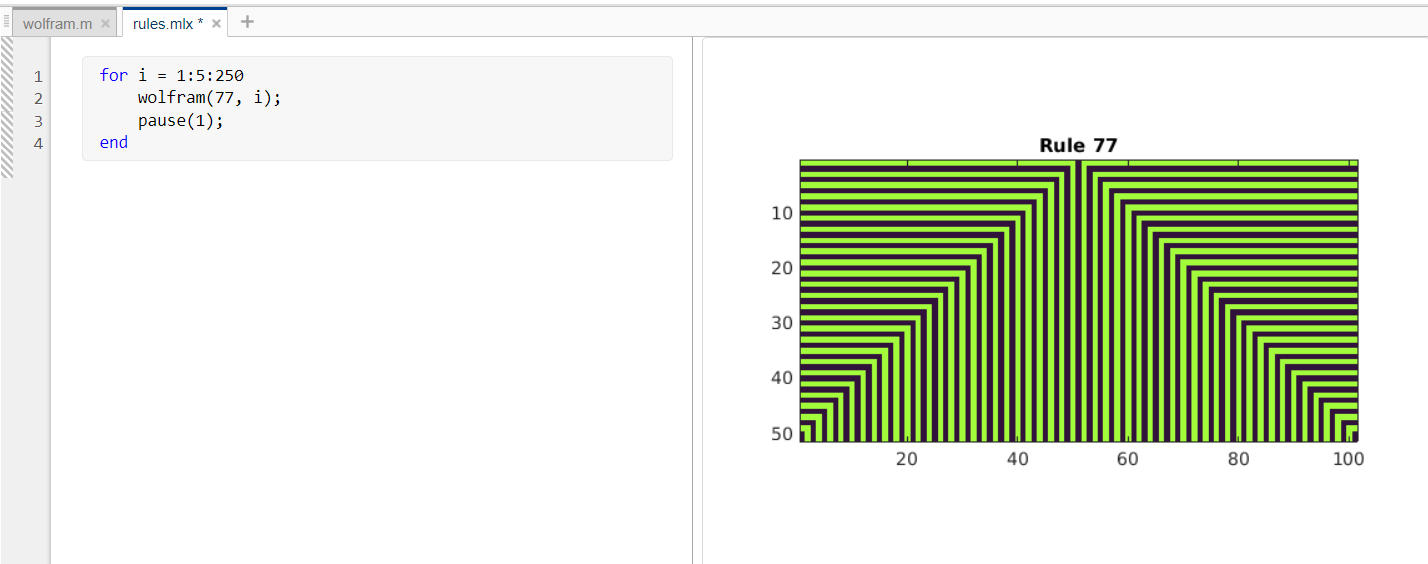 wolfram.m × rules.mlx * × +
1 for i = 1:5:250
2 wolfram(77, i);
3 pause(1);
4 end
Rule 77
10
20
30
40
50
20 40 60 80 100